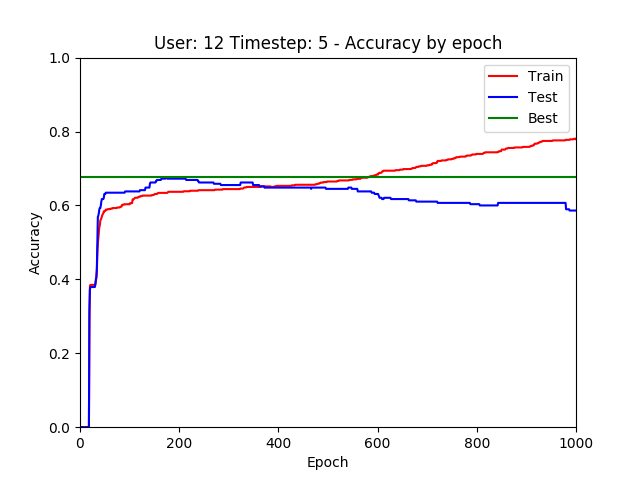 User: 12 Timestep: 5 - Accuracy by epoch
1.0
0.8
0.6
0.4
0.2
0.0
Accuracy
Train
Test
Best
0 200 400 600 800 1000
Epoch